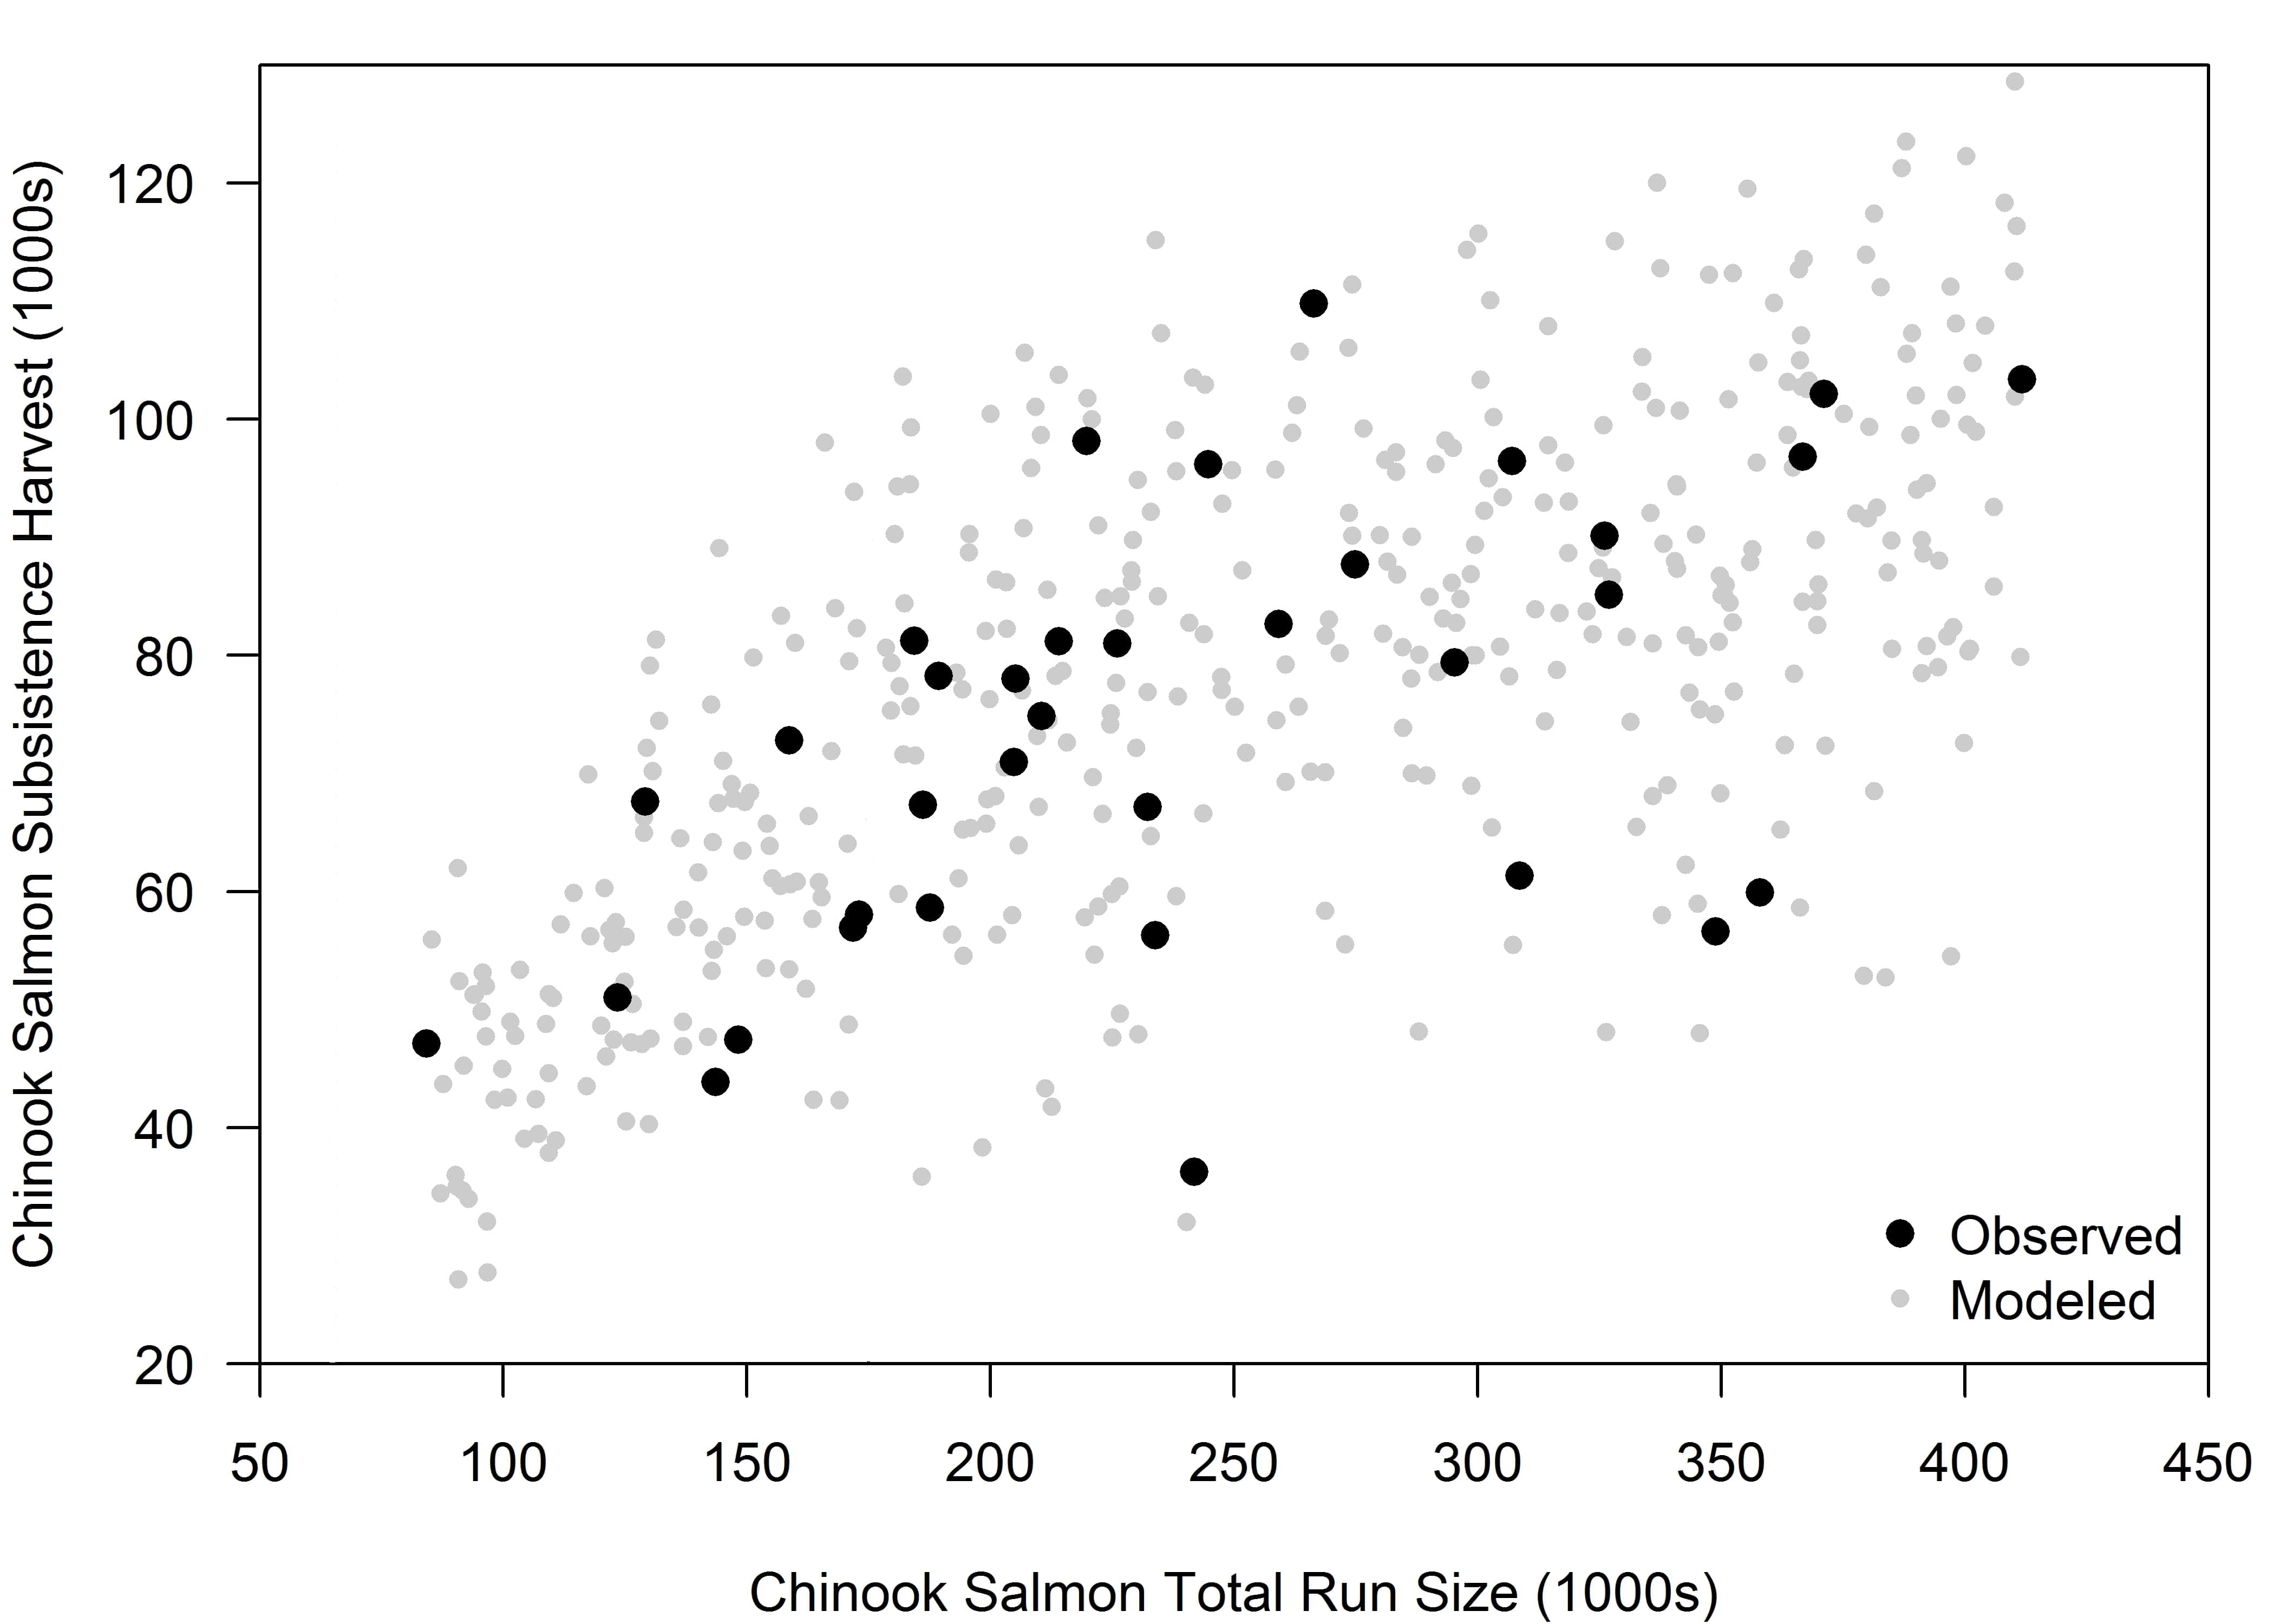 Chinook Salmon Subsistence Harvest (1000s)
120
100
80
60
40
20
Observed
Modeled
50 100 150 200 250 300 350 400 450
Chinook Salmon Total Run Size (1000s)